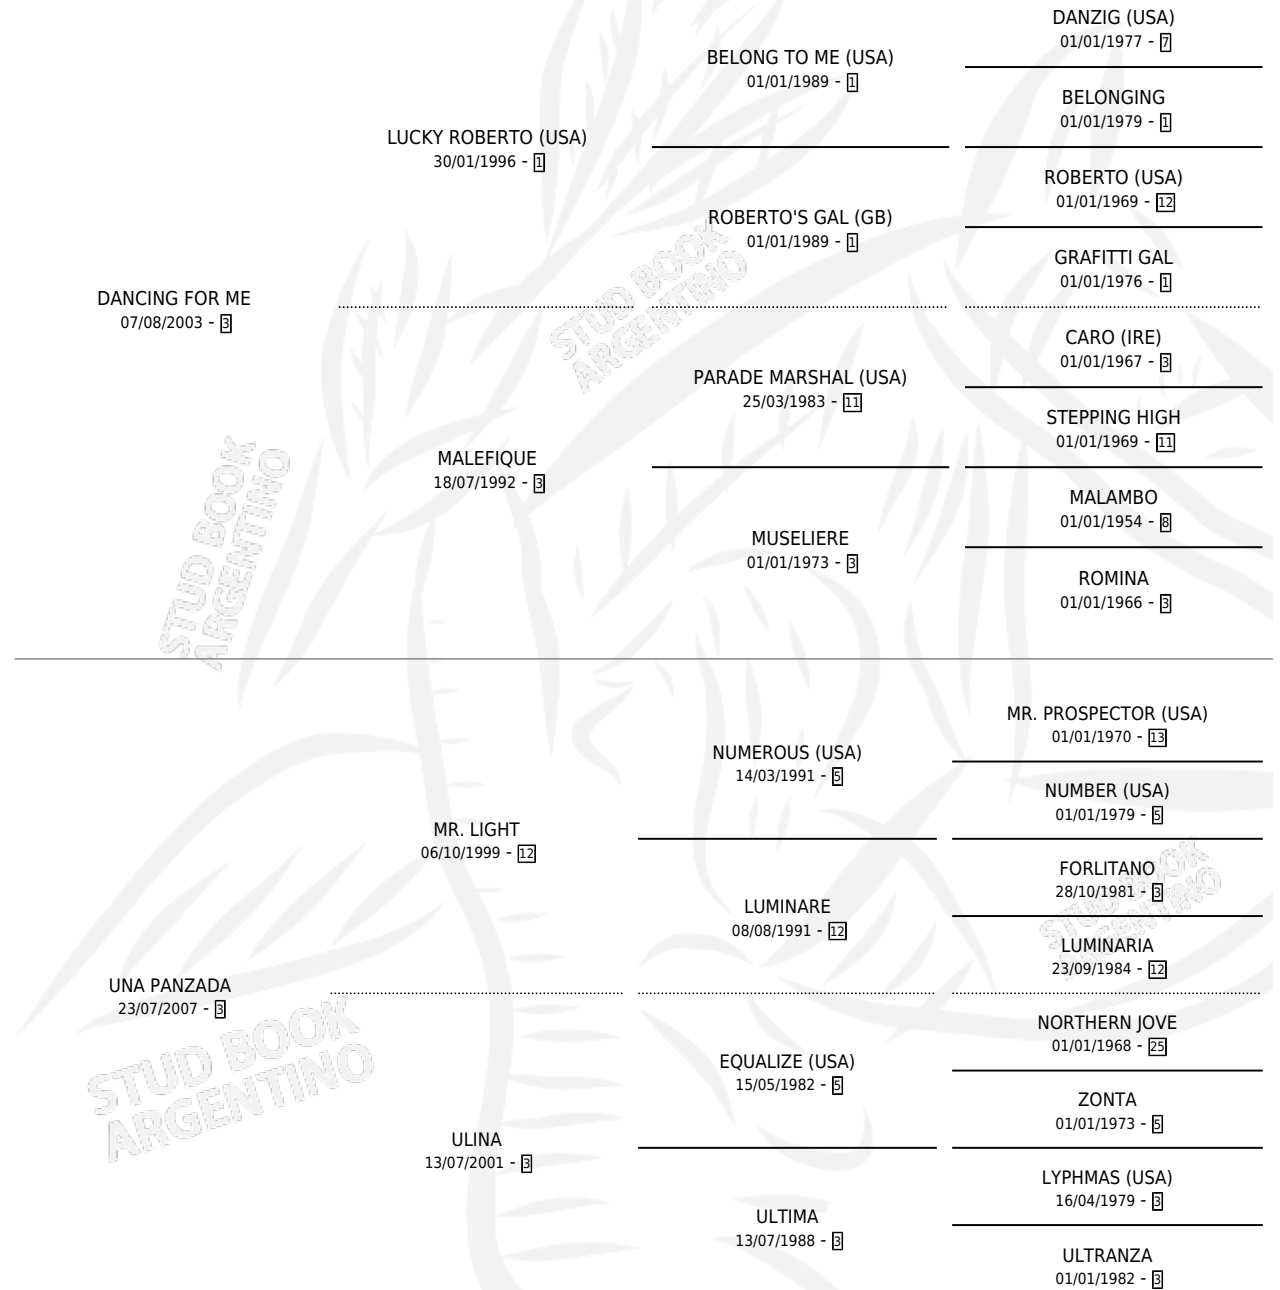 DANZIG (USA)
01/01/1977 - 7
BELONG TO ME (USA)
01/01/1989 - 1
BELONGING
01/01/1979 - 1
LUCKY ROBERTO (USA)
30/01/1996 - 1
ROBERTO (USA)
01/01/1969 - 12
ROBERTO'S GAL (GB)
01/01/1989 - 1
GRAFITTI GAL
01/01/1976 - 1
DANCING FOR ME
07/08/2003 - 3
STUD BOOK
ARGENTINO
CARO (IRE)
01/01/1967 - 3
PARADE MARSHAL (USA)
25/03/1983 - 11
STEPPING HIGH
01/01/1969 - 11
MALEFIQUE
18/07/1992 - 3
MALAMBO
01/01/1954 - 8
MUSELIERE
01/01/1973 - 3
ROMINA
01/01/1966 - 3
STUD BOOK
ARGENTINO
MR. PROSPECTOR (USA)
01/01/1970 - 13
NUMEROUS (USA)
14/03/1991 - 5
NUMBER (USA)
01/01/1979 - 5
MR. LIGHT
06/10/1999 - 12
FORLITANO
28/10/1981 - 3
STUD BOOK
ARGENTINO
LUMINARE
08/08/1991 - 12
LUMINARIA
23/09/1984 - 12
UNA PANZADA
23/07/2007 - 3
STUD BOOK
ARGENTINO
NORTHERN JOVE
01/01/1968 - 25
EQUALIZE (USA)
15/05/1982 - 5
ZONTA
01/01/1973 - 5
ULINA
13/07/2001 - 3
LYPHMAS (USA)
16/04/1979 - 3
ULTIMA
13/07/1988 - 3
ULTRANZA
01/01/1982 - 3